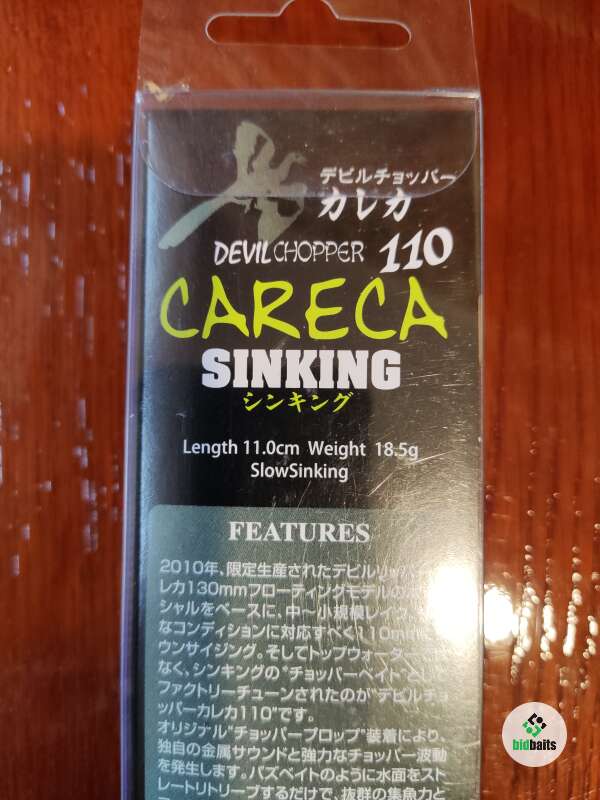 デビルチョッパー
カレカ
DEVIL CHOPPER 110
CARECA
SINKING
シンキング
Length 11.0cm Weight 18.5g
SlowSinking
FEATURES
2010年、限定生産されたデビルリッパー
レカ130mmフローティングモデルの
シャルをベースに、中〜小規模レイク
なコンディションに対応すべく110mm
ウンサイジング。そしてトップウォーター
なく、シンキングの"チョッパーベイト"として
ファクトリーチューンされたのが"デビルチョ
ッパーカレカ110"です。
オリジナル"チョッパープロップ"装着により、
独自の金属サウンドと強力なチョッパー波動
を発生します。バズベイトのように水面をスト
レートリトリーブするだけで、抜群の集魚力と
bidbaits